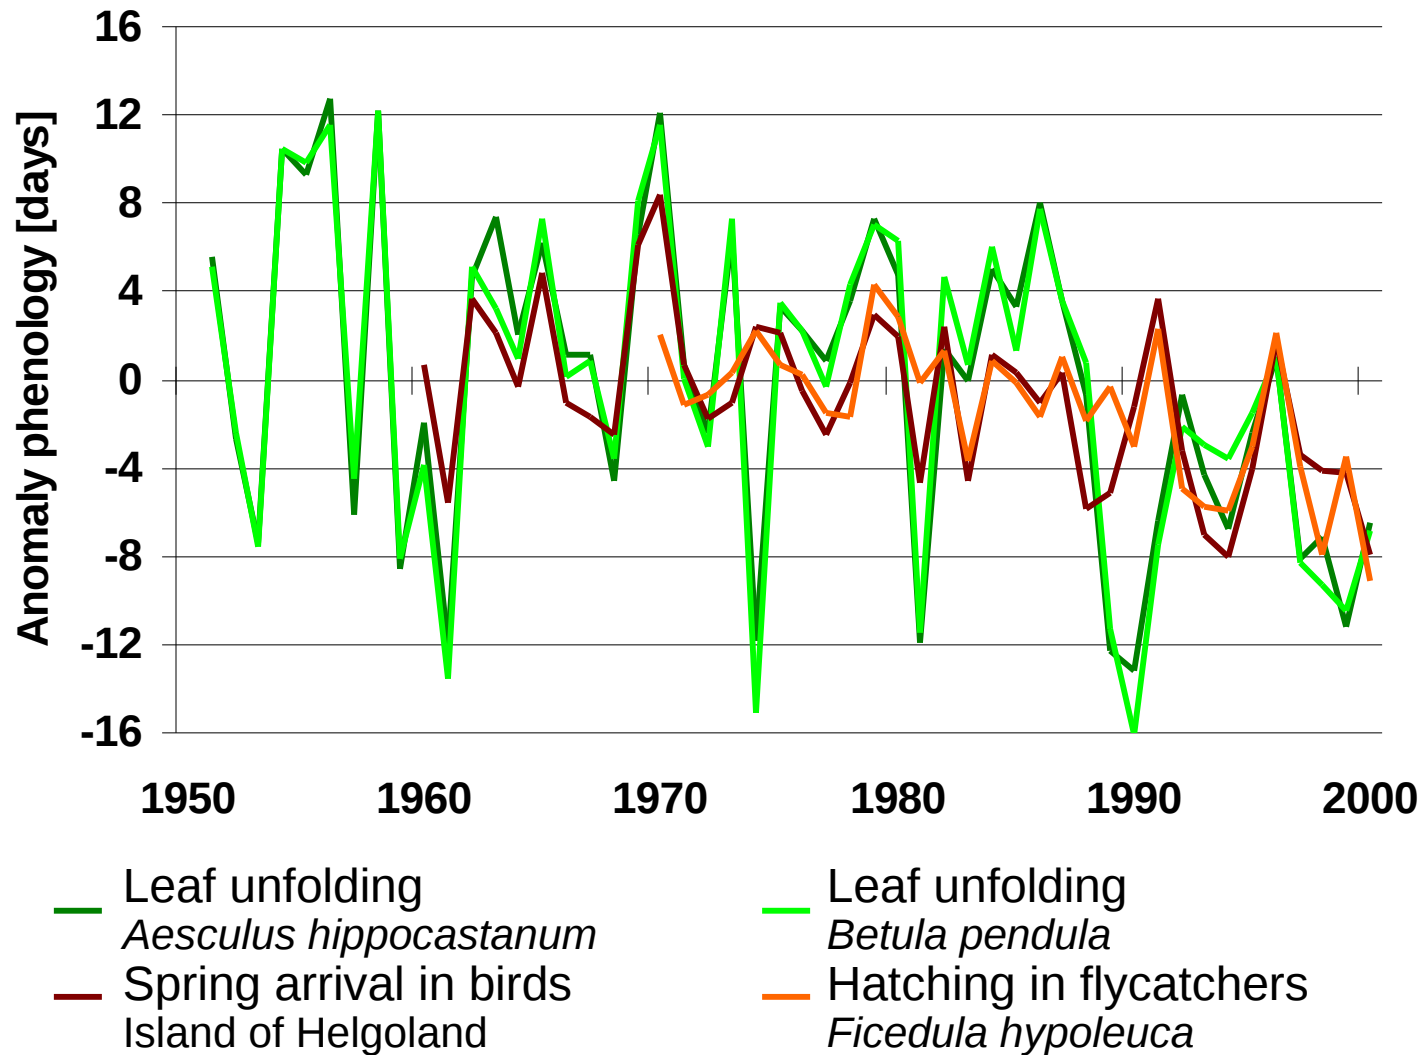 16
12
8
4
0
-4
-8
-12
-16
Anomaly phenology [days]
1950 1960 1970 1980 1990 2000
Leaf unfolding
Aesculus hippocastanum
Leaf unfolding
Betula pendula
Spring arrival in birds
Island of Helgoland
Hatching in flycatchers
Ficedula hypoleuca